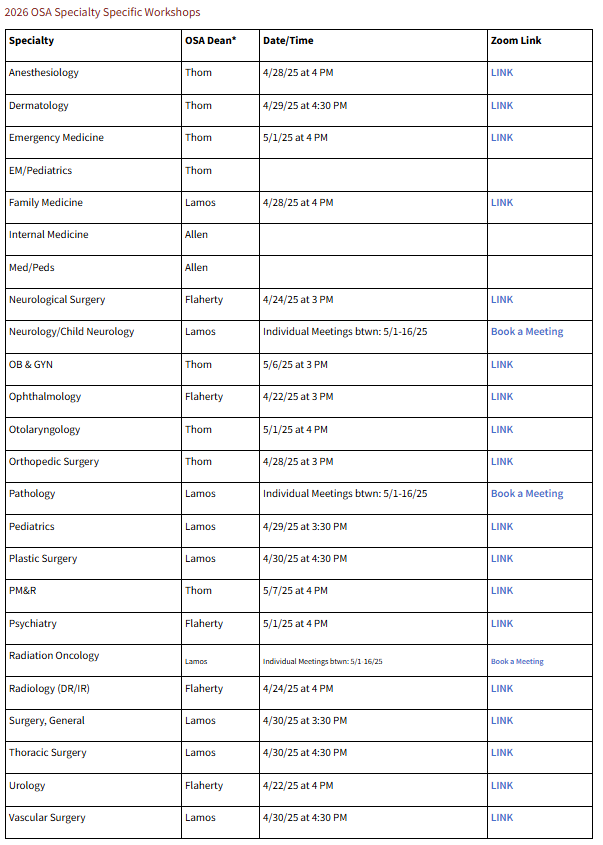 2026 OSA Specialty Specific Workshops
Specialty OSA Dean* Date/Time Zoom Link
Anesthesiology Thom 4/28/25 at 4 PM LINK
Dermatology Thom 4/29/25 at 4:30 PM LINK
Emergency Medicine Thom 5/1/25 at 4 PM LINK
EM/Pediatrics Thom
Family Medicine Lamos 4/28/25 at 4 PM LINK
Internal Medicine Allen
Med/Peds Allen
Neurological Surgery Flaherty 4/24/25 at 3 PM LINK
Neurology/Child Neurology Lamos Individual Meetings btwn: 5/1-16/25 Book a Meeting
OB & GYN Thom 5/6/25 at 3 PM LINK
Ophthalmology Flaherty 4/22/25 at 3 PM LINK
Otolaryngology Thom 5/1/25 at 4 PM LINK
Orthopedic Surgery Thom 4/28/25 at 3 PM LINK
Pathology Lamos Individual Meetings btwn: 5/1-16/25 Book a Meeting
Pediatrics Lamos 4/29/25 at 3:30 PM LINK
Plastic Surgery Lamos 4/30/25 at 4:30 PM LINK
PM&R Thom 5/7/25 at 4 PM LINK
Psychiatry Flaherty 5/1/25 at 4 PM LINK
Radiation Oncology Lamos Individual Meetings btwn: 5/1-16/25 Book a Meeting
Radiology (DR/IR) Flaherty 4/24/25 at 4 PM LINK
Surgery, General Lamos 4/30/25 at 3:30 PM LINK
Thoracic Surgery Lamos 4/30/25 at 4:30 PM LINK
Urology Flaherty 4/22/25 at 4 PM LINK
Vascular Surgery Lamos 4/30/25 at 4:30 PM LINK